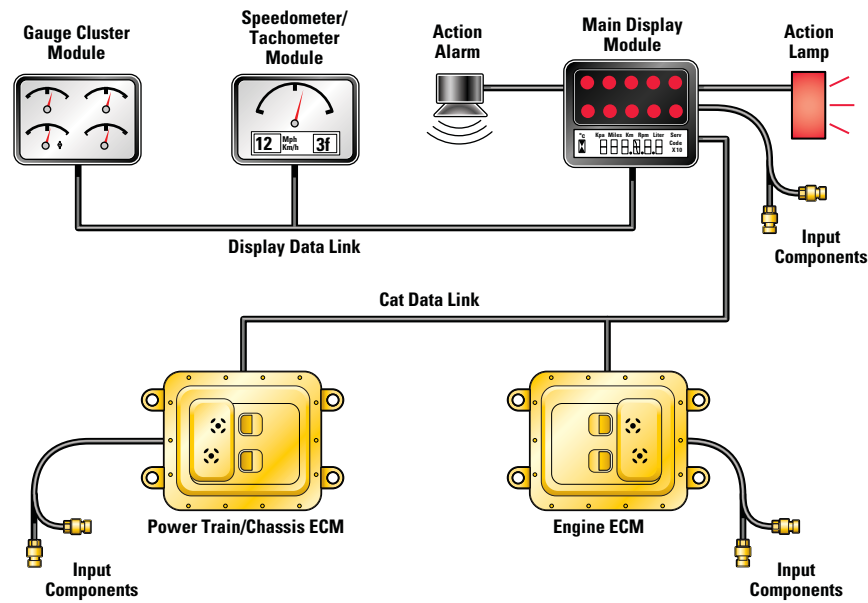 Gauge Cluster
Module
Speedometer/
Tachometer
Module
Action
Alarm
Main Display
Module
Action
Lamp
12
Mph
Km/h
3f
°C
Kpa Miles Km Rpm Liter Serv
Code
X10
Display Data Link
Input
Components
Cat Data Link
Power Train/Chassis ECM
Engine ECM
Input
Components
Input
Components